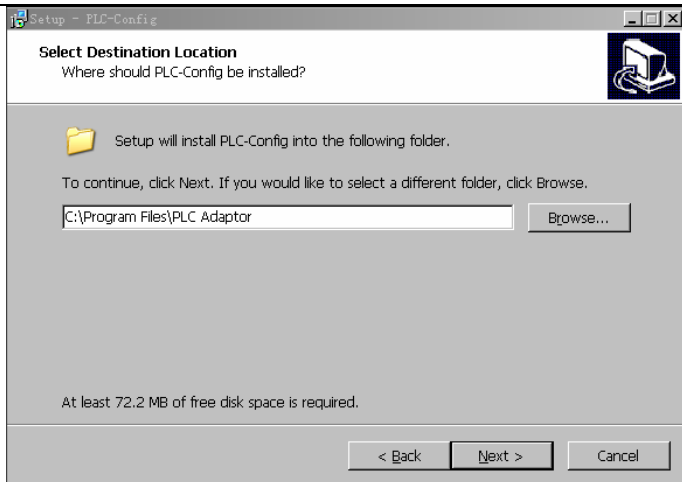 Setup - PLC-Config
Select Destination Location
Where should PLC-Config be installed?
Setup will install PLC-Config into the following folder.
To continue, click Next. If you would like to select a different folder, click Browse.
C:\Program Files\PLC Adaptor
Browse...
At least 72.2 MB of free disk space is required.
< Back
Next >
Cancel